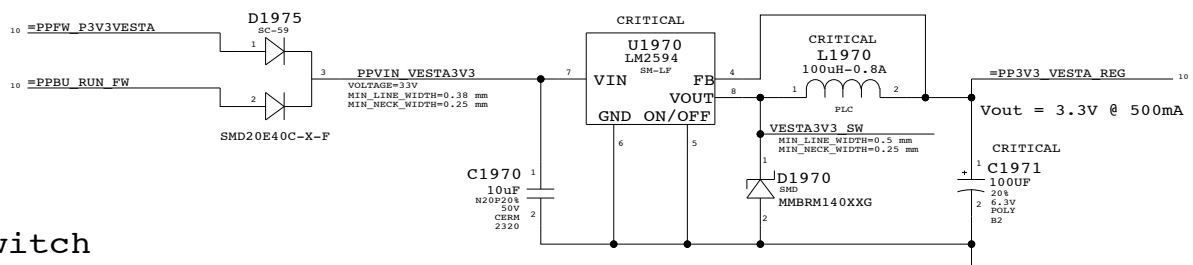 10 =PPFW_P3V3VESTA
D1975
SC-59
1
3
10 =PPBU_RUN_FW
2
SMD20E40C-X-F
PPVIN_VESTA3V3
VOLTAGE=33V
MIN_LINE_WIDTH=0.38 mm
MIN_NECK_WIDTH=0.25 mm
CRITICAL
U1970
LM2594
SM-LF
7 VIN
FB 4
VOUT 8
GND ON/OFF
6 5
CRITICAL
L1970
100uH-0.8A
1 2
PLC
=PP3V3_VESTA_REG 10
Vout = 3.3V @ 500mA
VESTA3V3_SW
MIN_LINE_WIDTH=0.5 mm
MIN_NECK_WIDTH=0.25 mm
C1970 1
10uF
N20P20%
50V
CERM 2
2320
1
D1970
SMD
MMBRM140XXG
2
CRITICAL
1
+ C1971
100UF
20%
2 6.3V
POLY
B2
witch